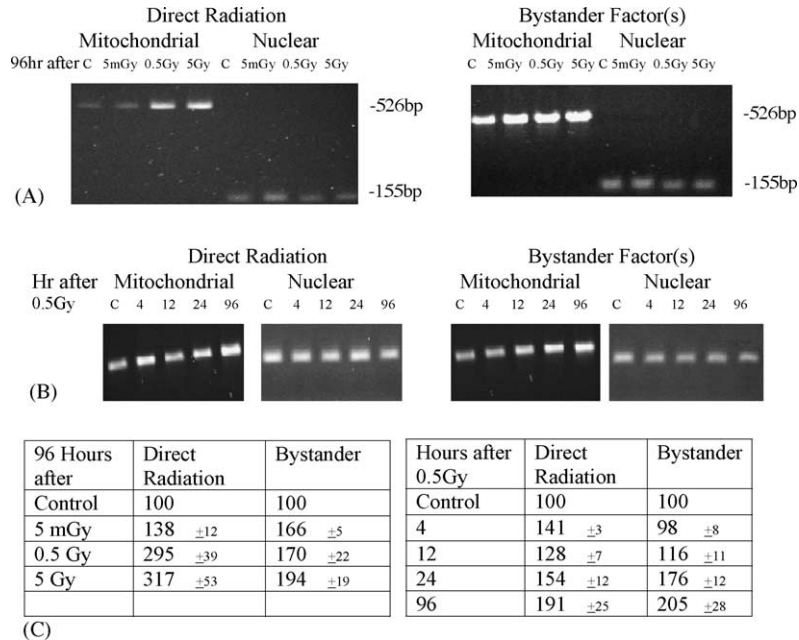 Direct Radiation Bystander Factor(s)
Mitochondrial Nuclear Mitochondrial Nuclear
96hr after C 5mGy 0.5Gy 5Gy C 5mGy 0.5Gy 5Gy C 5mGy 0.5Gy 5Gy C 5mGy 0.5Gy 5Gy
-526bp -526bp
-155bp -155bp
(A)
Direct Radiation Bystander Factor(s)
Hr after Mitochondrial Nuclear Mitochondrial Nuclear
0.5Gy C 4 12 24 96 C 4 12 24 96 C 4 12 24 96 C 4 12 24 96
(B)
96 Hours after Direct Radiation Bystander
Control 100 100
5 mGy 138 ±12 166 ±5
0.5 Gy 295 ±39 170 ±22
5 Gy 317 ±53 194 ±19
Hours after 0.5Gy Direct Radiation Bystander
Control 100 100
4 141 ±3 98 ±8
12 128 ±7 116 ±11
24 154 ±12 176 ±12
96 191 ±25 205 ±28
(C)